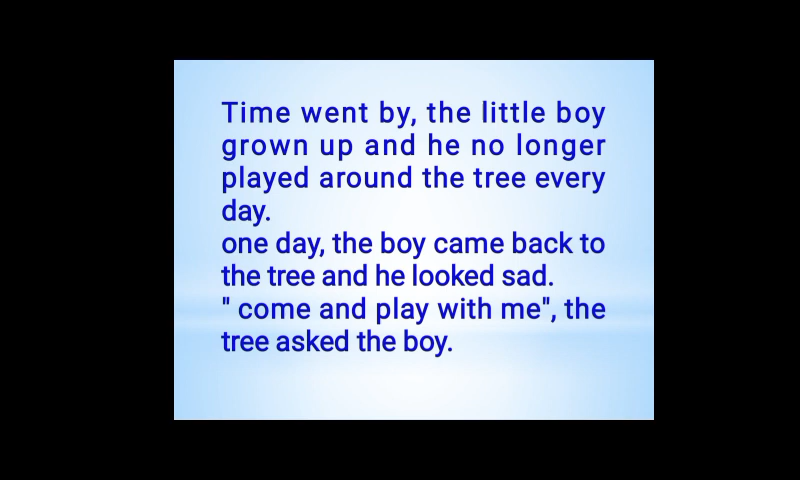 Time went by, the little boy
grown up and he no longer
played around the tree every
day.
one day, the boy came back to
the tree and he looked sad.
" come and play with me", the
tree asked the boy.